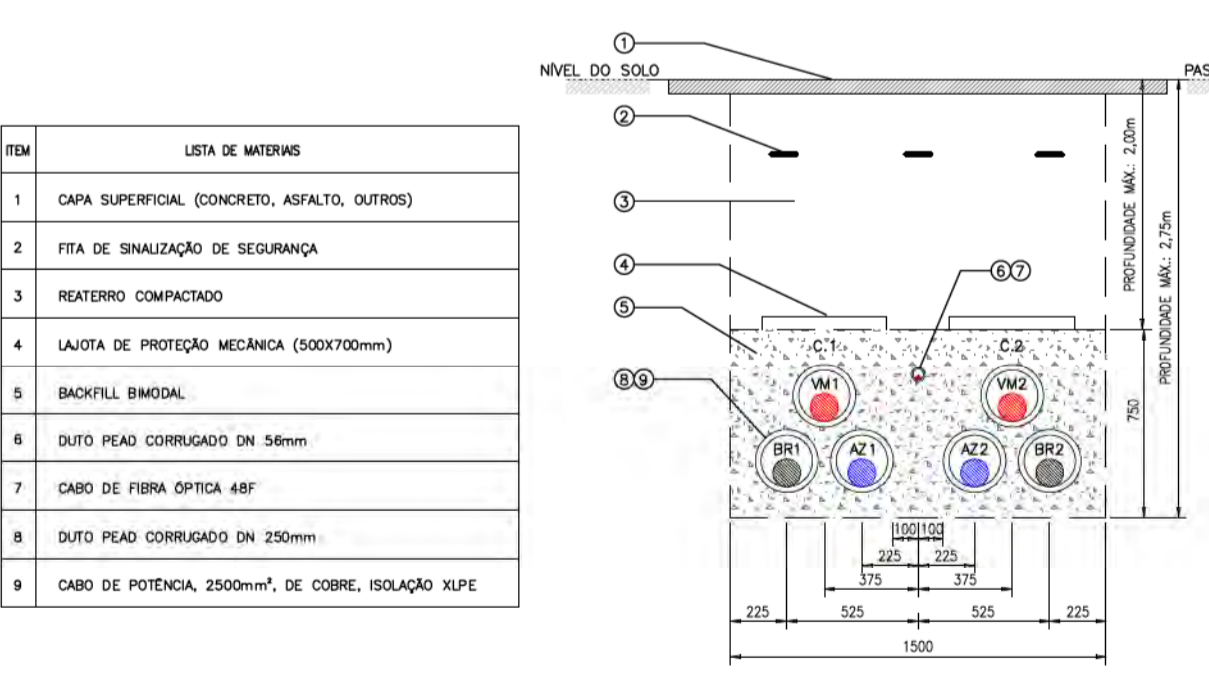 ITEM LISTA DE MATERIAIS
1 CAPA SUPERFICIAL (CONCRETO, ASFALTO, OUTROS)
2 FITA DE SINALIZAÇÃO DE SEGURANÇA
3 REATERRO COMPACTADO
4 LAJOTA DE PROTEÇÃO MECÂNICA (500X700mm)
5 BACKFILL BIMODAL
6 DUTO PEAD CORRUGADO DN 56mm
7 CABO DE FIBRA ÓPTICA 48F
8 DUTO PEAD CORRUGADO DN 250mm
9 CABO DE POTÊNCIA, 2500mm², DE COBRE, ISOLAÇÃO XLPE
1
NÍVEL DO SOLO PAS
2
3
4
67
5
89
PROFUNDIDADE MÁX.: 2,00m
PROFUNDIDADE MÁX.: 2,75m
750
C.1 C.2
VM1 VM2
BR1 AZ1 AZ2 BR2
100 100
225 225
375 375
225 525 525 225
1500